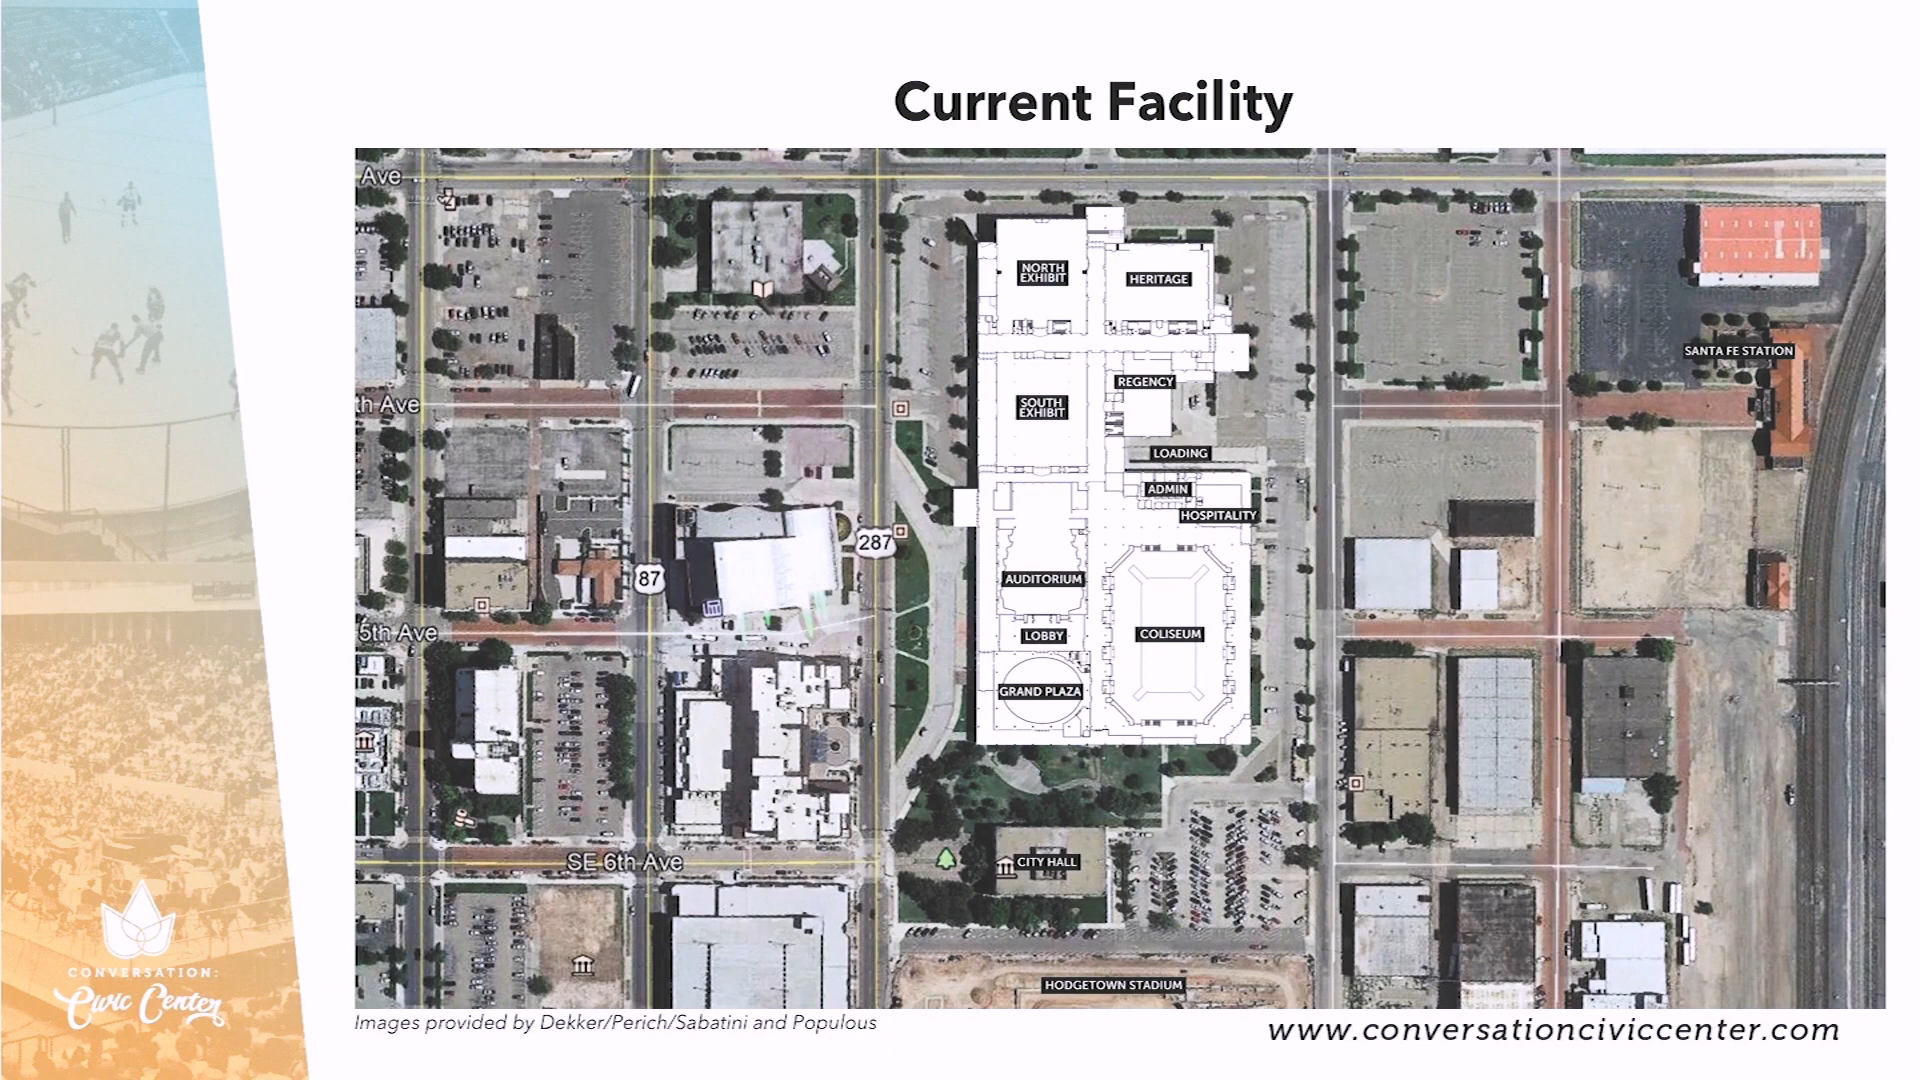 Current Facility
Ave
NORTH
EXHIBIT
HERITAGE
SANTA FE STATION
REGENCY
th Ave
SOUTH
EXHIBIT
LOADING
ADMIN
HOSPITALITY
287
87
AUDITORIUM
5th Ave
LOBBY
COLISEUM
GRAND PLAZA
SE 6th Ave
CITY HALL
CONVERSATION:
Civic Center
HODGETOWN STADIUM
Images provided by Dekker/Perich/Sabatini and Populous
www.conversationciviccenter.com